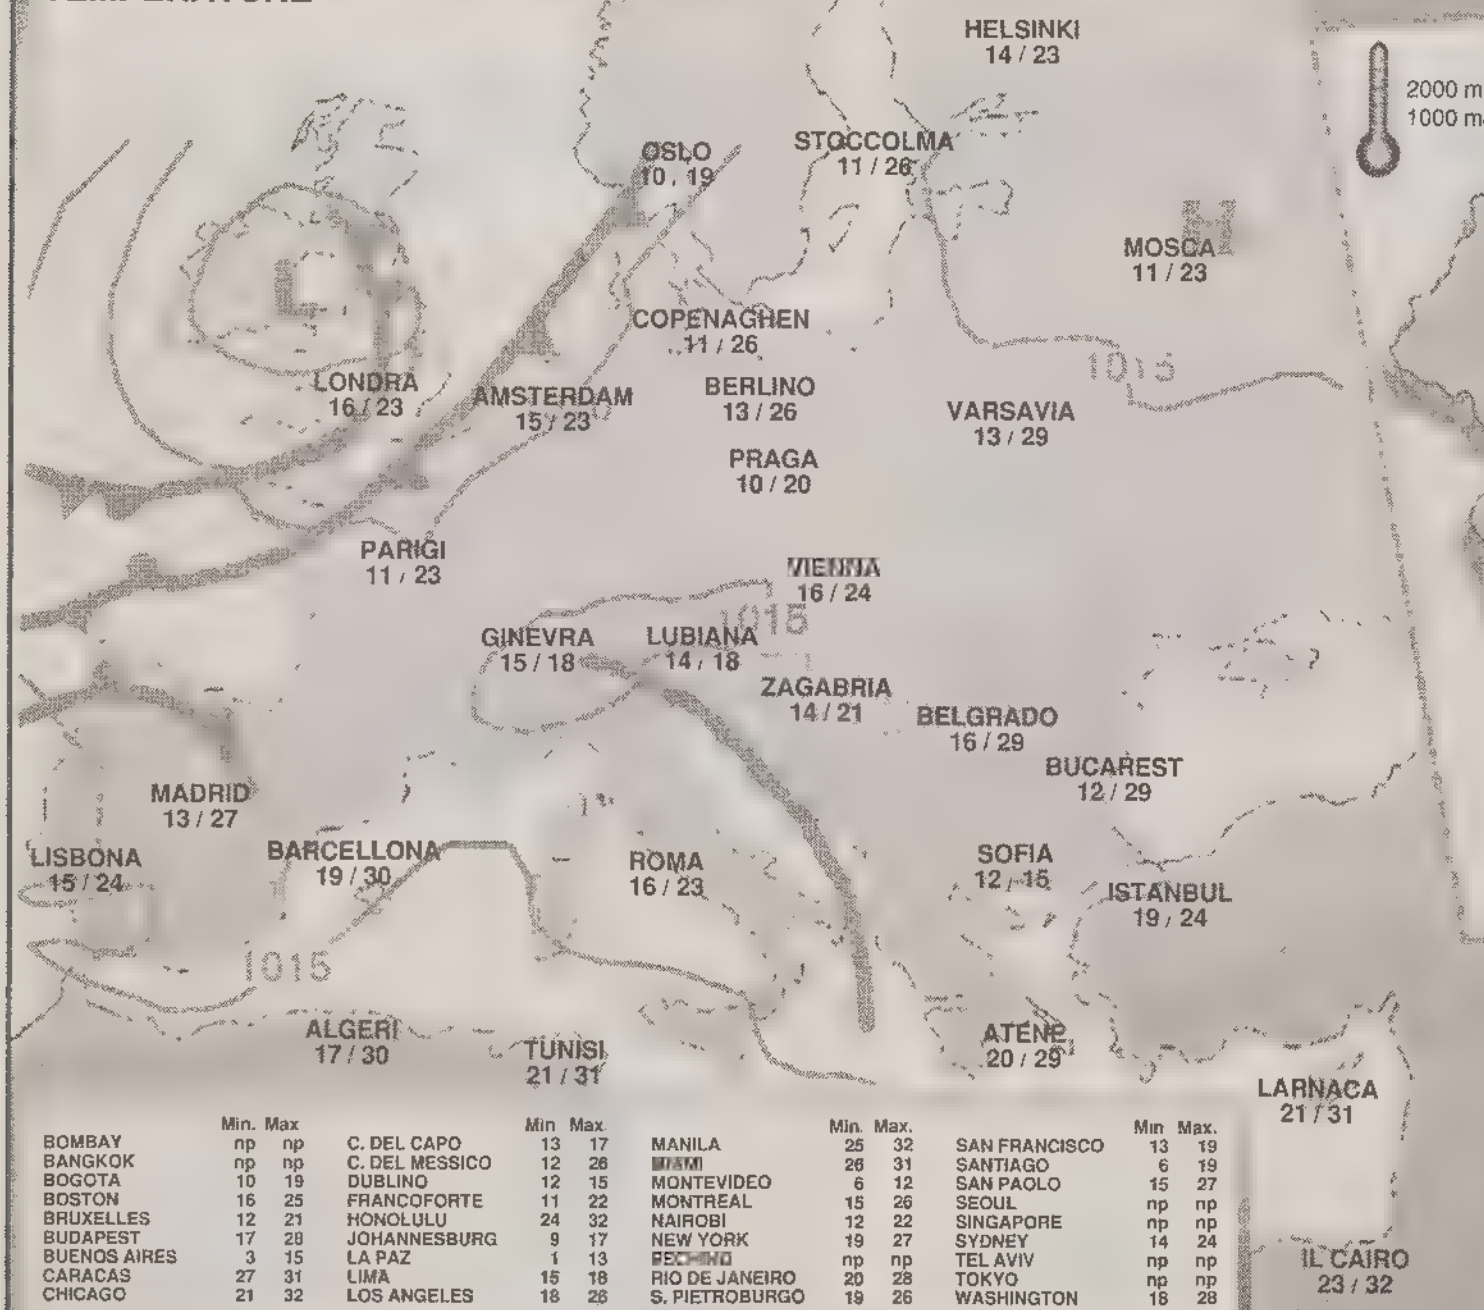 HELSINKI
14 / 23
2000 m
1000 m
OSLO
10 / 19
STOCCOLMA
11 / 26
H
MOSCA
11 / 23
L
COPENAGHEN
11 / 26
1015
LONDRA
16 / 23
AMSTERDAM
15 / 23
BERLINO
13 / 26
VARSAVIA
13 / 29
PRAGA
10 / 20
PARIGI
11 / 23
VIENNA
16 / 24
1015
GINEVRA
15 / 18
LUBIANA
14 / 18
ZAGABRIA
14 / 21
BELGRADO
16 / 29
BUCAREST
12 / 29
MADRID
13 / 27
LISBONA
15 / 24
BARCELLONA
19 / 30
ROMA
16 / 23
SOFIA
12 / 15
ISTANBUL
19 / 24
1015
ALGERI
17 / 30
TUNISI
21 / 31
ATENE
20 / 29
LARNACA
21 / 31
Min. Max
BOMBAY np np
BANGKOK np np
BOGOTA 10 19
BOSTON 16 25
BRUXELLES 12 21
BUDAPEST 17 28
BUENOS AIRES 3 15
CARACAS 27 31
CHICAGO 21 32
Min Max.
C. DEL CAPO 13 17
C. DEL MESSICO 12 26
DUBLINO 12 15
FRANCOFORTE 11 22
HONOLULU 24 32
JOHANNESBURG 9 17
LA PAZ 1 13
LIMA 15 18
LOS ANGELES 18 26
Min. Max.
MANILA 25 32
MIAMI 26 31
MONTEVIDEO 6 12
MONTREAL 15 26
NAIROBI 12 22
NEW YORK 19 27
PECHINO np np
RIO DE JANEIRO 20 28
S. PIETROBURGO 19 26
Min Max.
SAN FRANCISCO 13 19
SANTIAGO 6 19
SAN PAOLO 15 27
SEOUL np np
SINGAPORE np np
SYDNEY 14 24
TEL AVIV np np
TOKYO np np
WASHINGTON 18 28
IL CAIRO
23 / 32